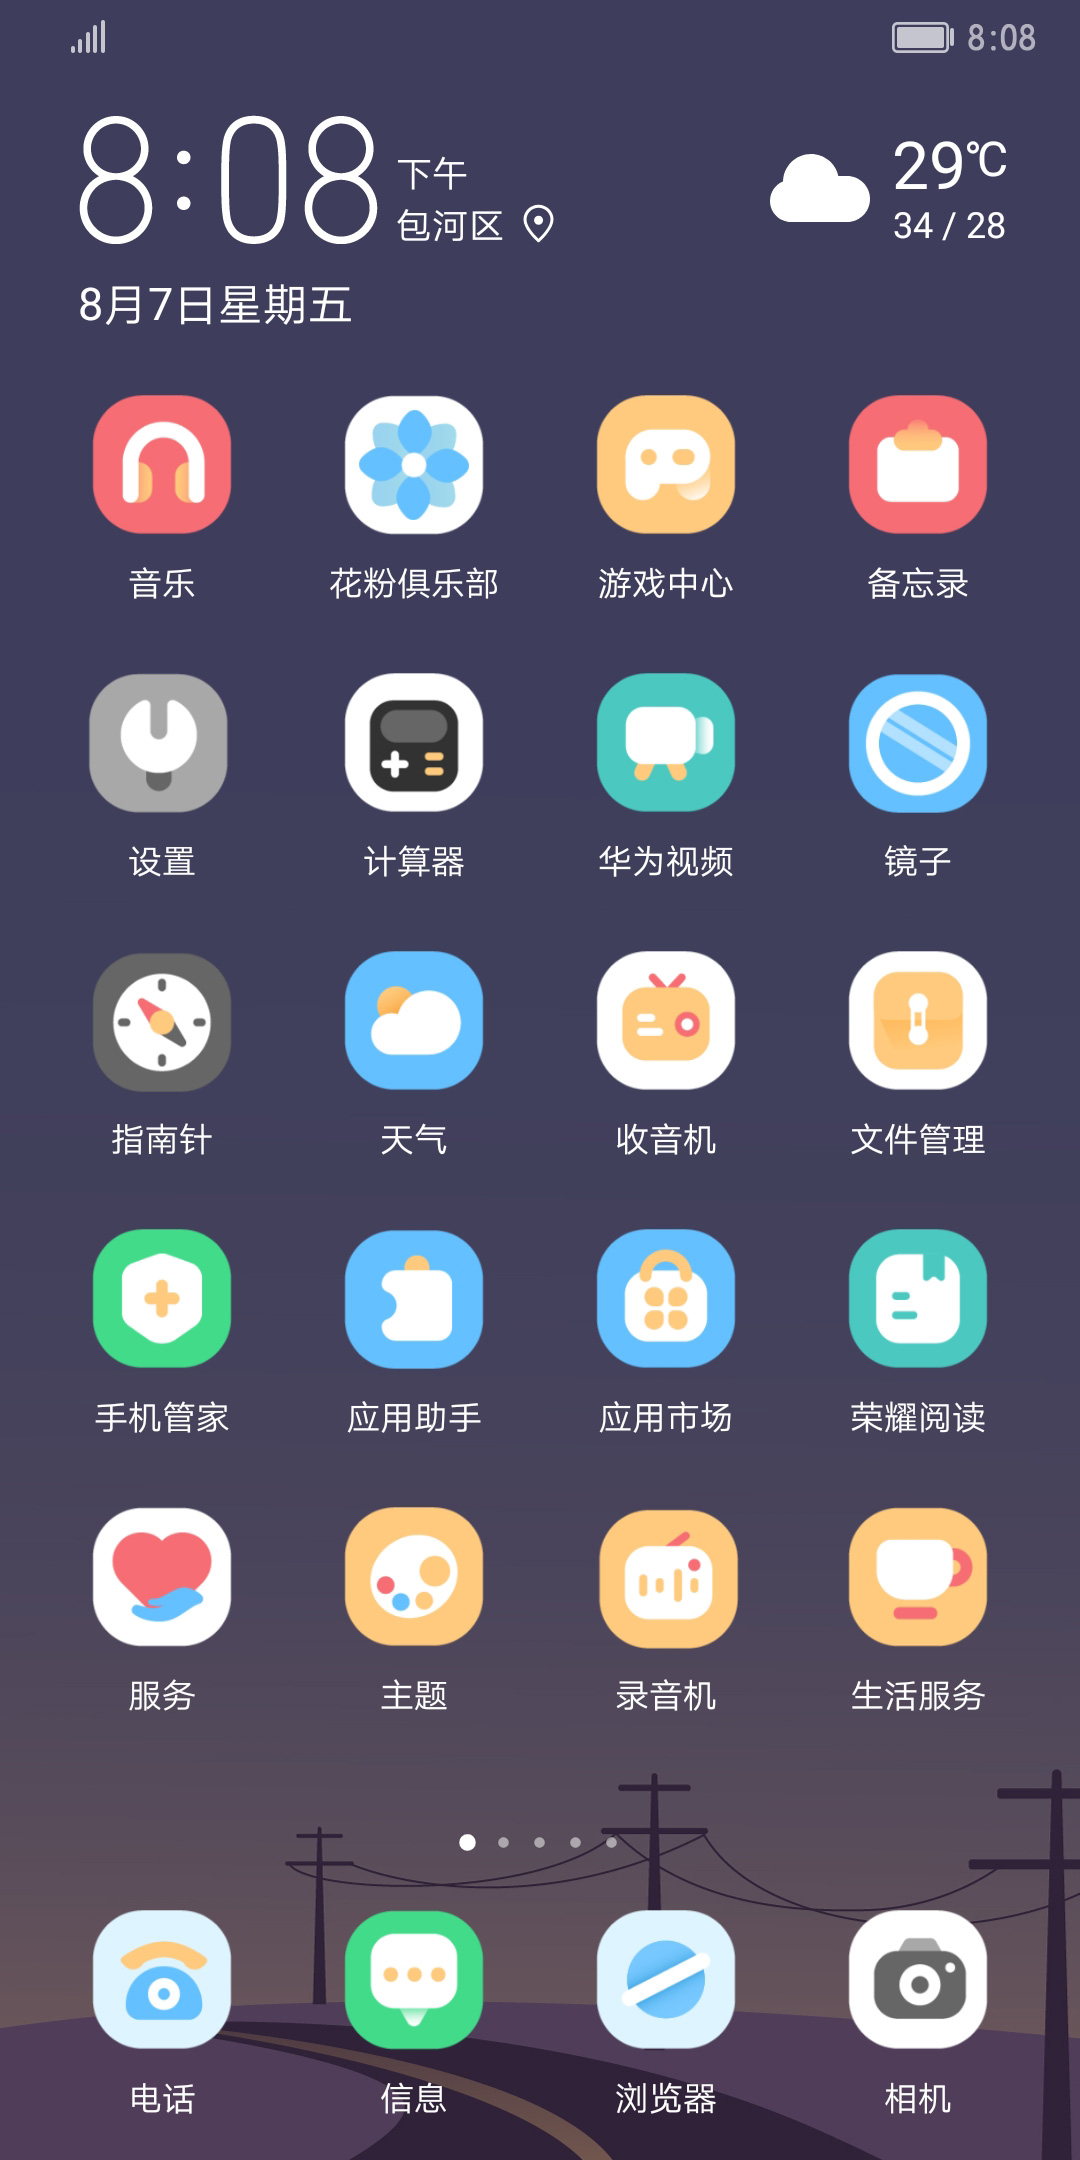 8:08
8:08
下午
包河区
29℃
34 / 28
8月7日星期五
音乐
花粉俱乐部
游戏中心
备忘录
设置
计算器
华为视频
镜子
指南针
天气
收音机
文件管理
手机管家
应用助手
应用市场
荣耀阅读
服务
主题
录音机
生活服务
电话
信息
浏览器
相机